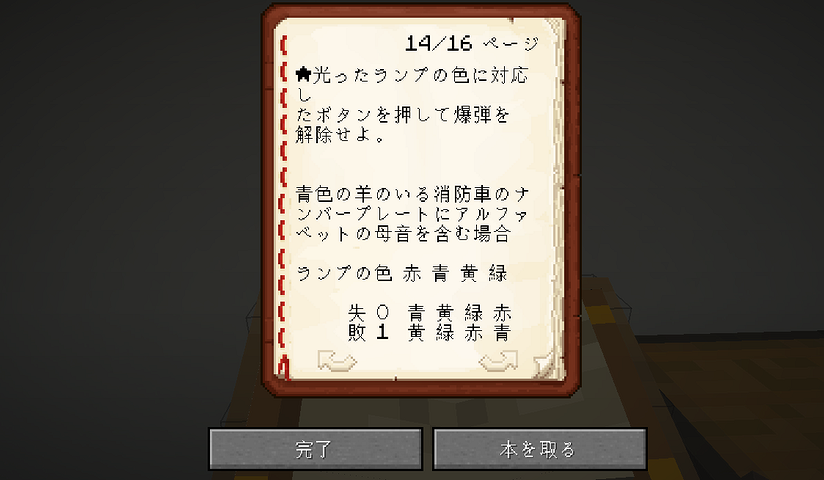 14/16 ページ
★光ったランプの色に対応
し
たボタンを押して爆弾を
解除せよ。
青色の羊のいる消防車のナ
ンバープレートにアルファ
ベットの母音を含む場合
ランプの色 赤 青 黄 緑
失 0 青 黄 緑 赤
敗 1 黄 緑 赤 青
完了
本を取る